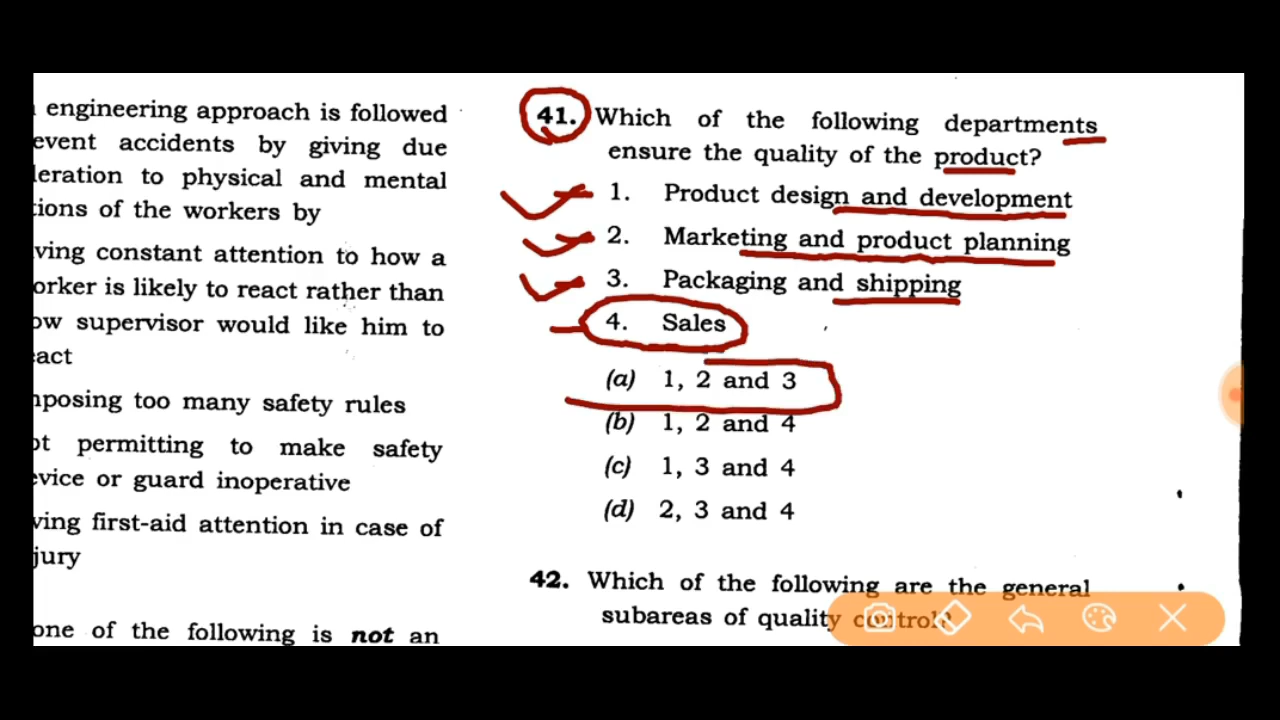 engineering approach is followed
event accidents by giving due
leration to physical and mental
tions of the workers by
ving constant attention to how a
orker is likely to react rather than
ow supervisor would like him to
act
nposing too many safety rules
ot permitting to make safety
evice or guard inoperative
ving first-aid attention in case of
jury
one of the following is not an
41. Which of the following departments
ensure the quality of the product?
1. Product design and development
2. Marketing and product planning
3. Packaging and shipping
4. Sales
(a) 1, 2 and 3
(b) 1, 2 and 4
(c) 1, 3 and 4
(d) 2, 3 and 4
42. Which of the following are the general
subareas of quality control?